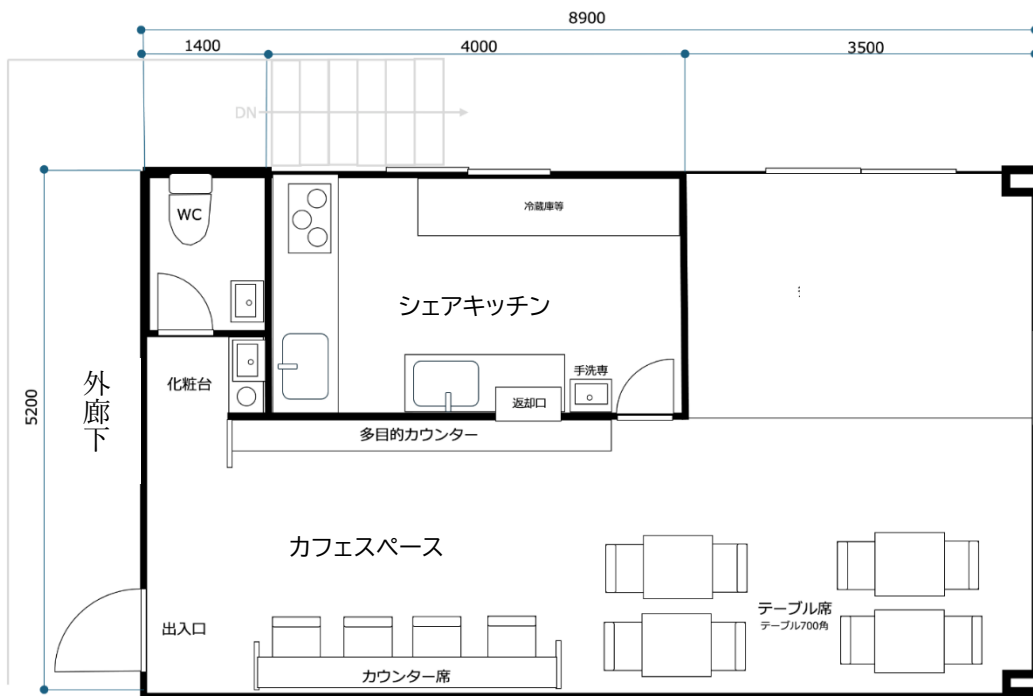 8900
1400
4000
3500
DN
WC
冷蔵庫等
シェアキッチン
外廊下
5200
化粧台
手洗専
返却口
多目的カウンター
カフェスペース
テーブル席
テーブル700角
出入口
カウンター席